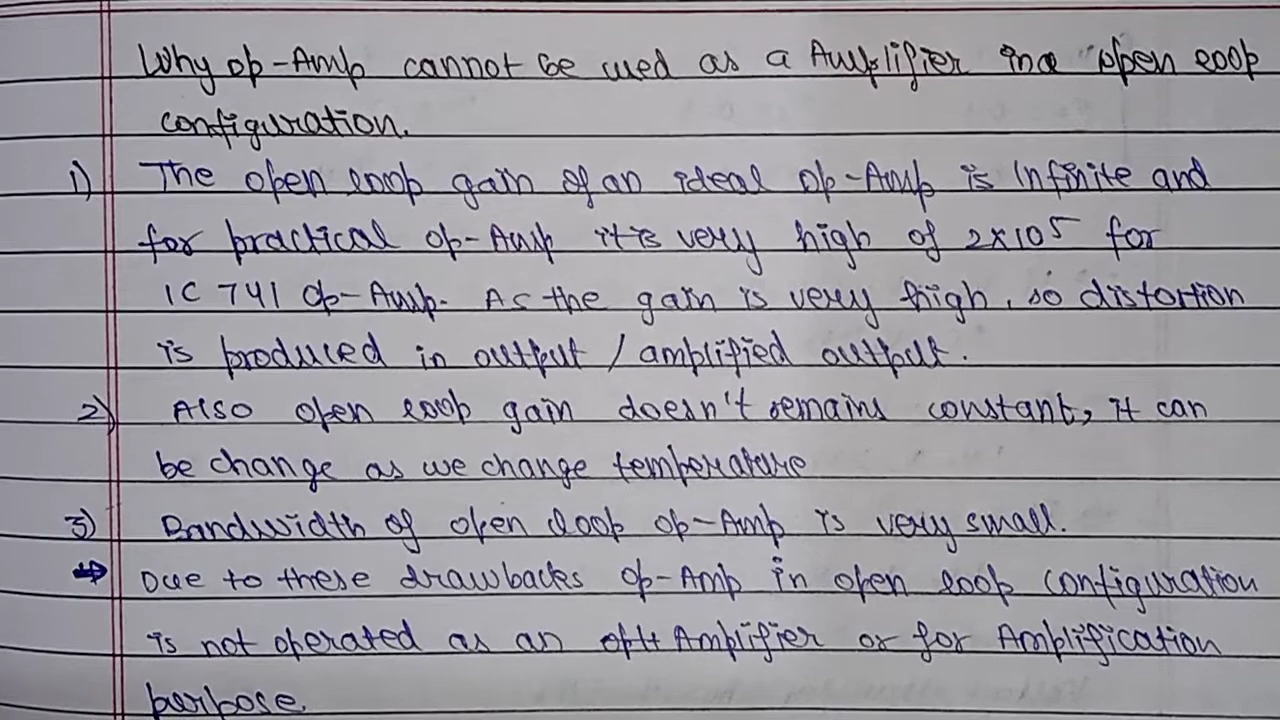 Why op-Amp cannot be used as a Amplifier in a open loop
configuration.
1) The open loop gain of an ideal op-Amp is Infinite and
for practical op-Amp it is very high of 2×10⁵ for
IC 741 op-Amp. As the gain is very high, so distortion
is produced in output / amplified output.
2) Also open loop gain doesn't remains constant, it can
be change as we change temperature
3) Bandwidth of open loop op-Amp is very small.
⇒ Due to these drawbacks op-Amp in open loop configuration
is not operated as an Amplifier or for Amplification
purpose.